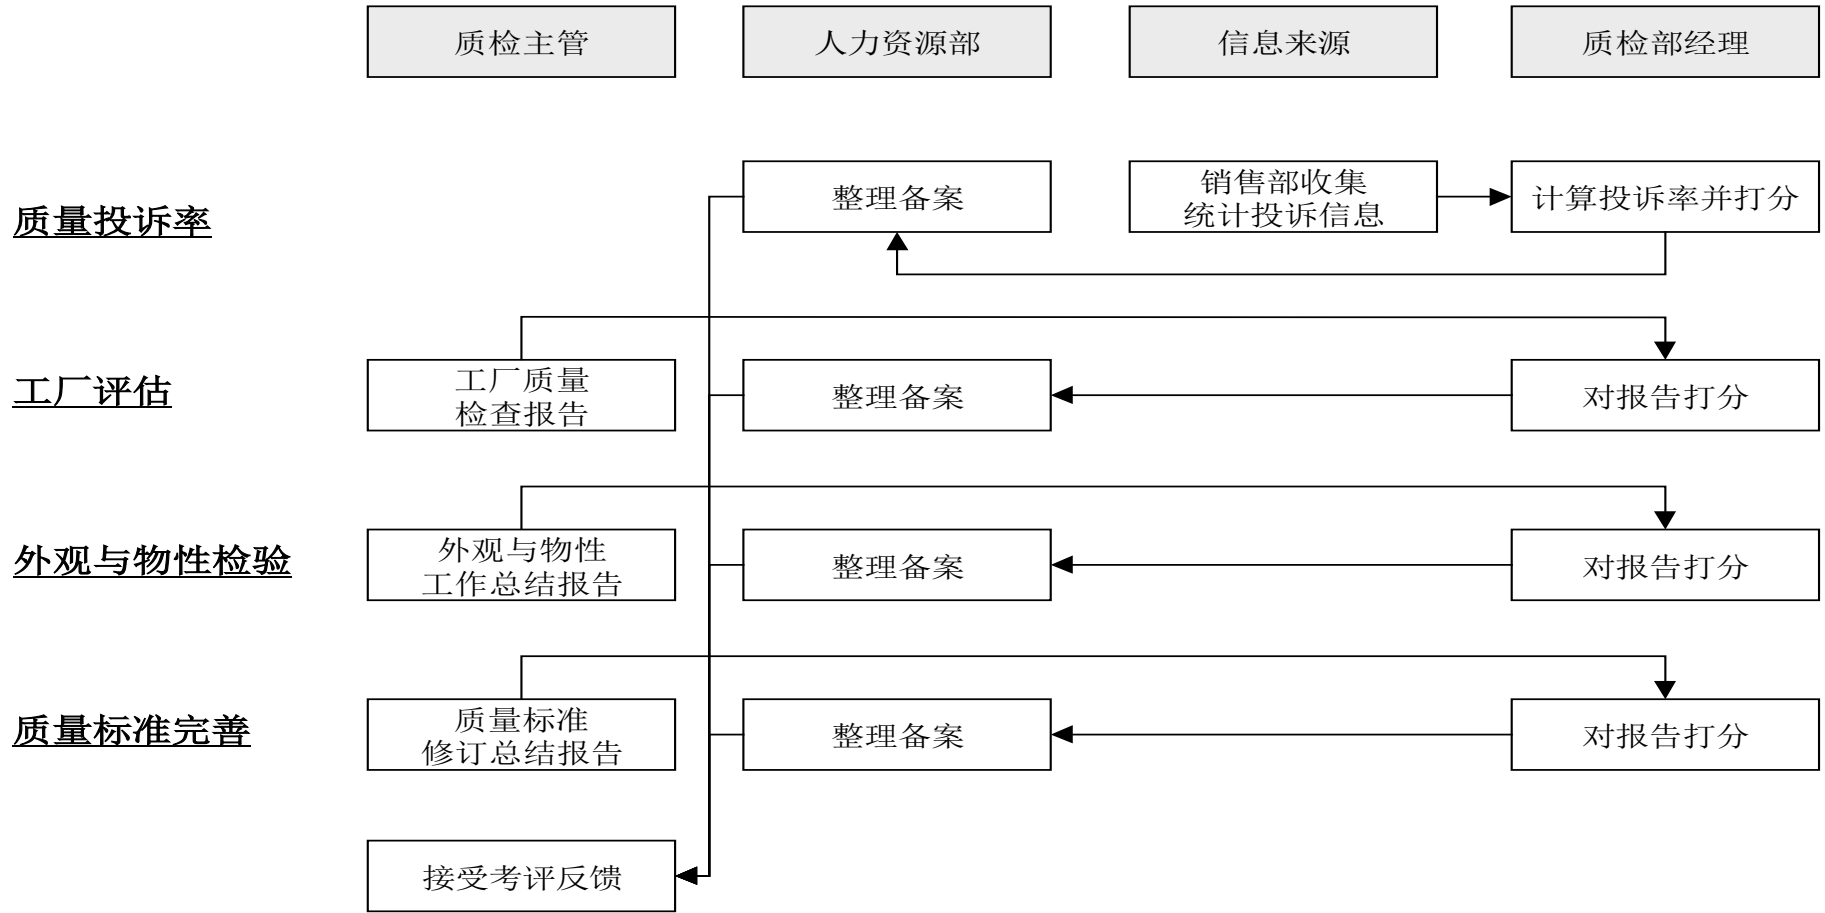 质检主管
人力资源部
信息来源
质检部经理
质量投诉率
整理备案
销售部收集
统计投诉信息
计算投诉率并打分
工厂评估
工厂质量
检查报告
整理备案
对报告打分
外观与物性检验
外观与物性
工作总结报告
整理备案
对报告打分
质量标准完善
质量标准
修订总结报告
整理备案
对报告打分
接受考评反馈